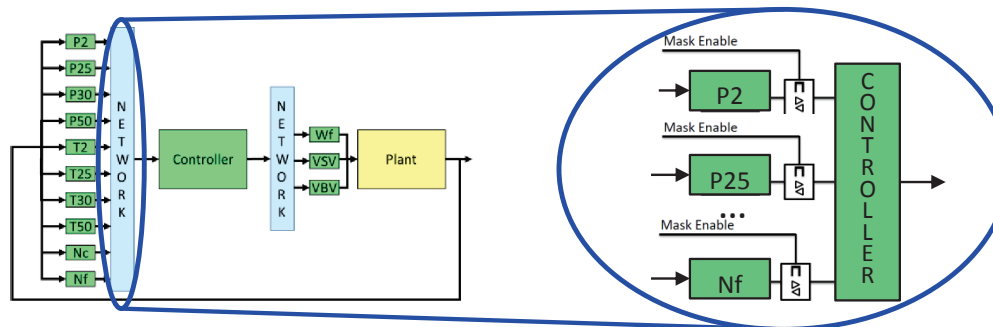 P2
P25
P30
P50
T2
T25
T30
T50
Nc
Nf
NETWORK
Controller
NETWORK
Wf
VSV
VBV
Plant
Mask Enable
P2
Mask Enable
P25
...
Mask Enable
Nf
CONTROLLER